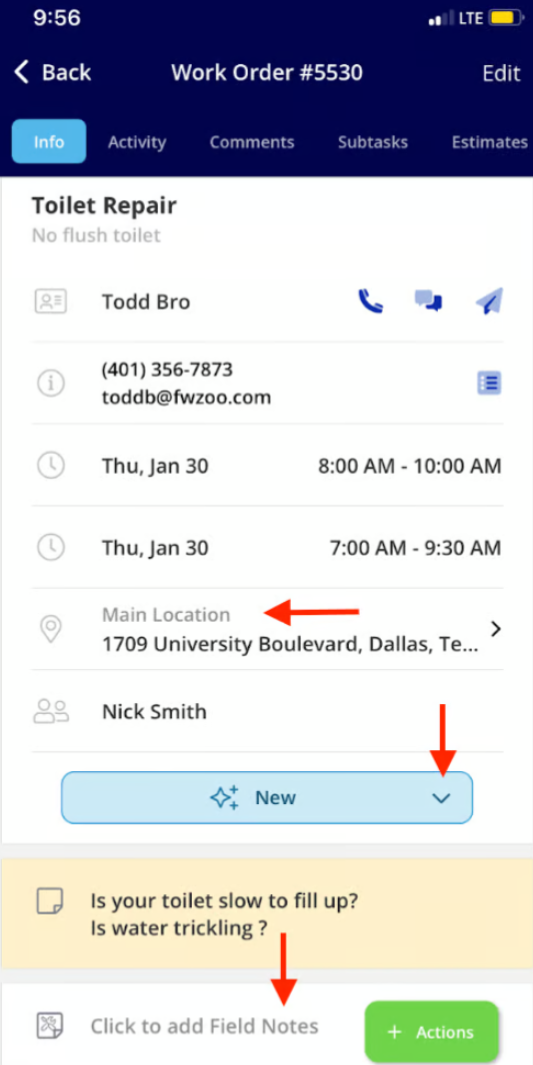 9:56 LTE
Back Work Order #5530 Edit
Info Activity Comments Subtasks Estimates
Toilet Repair
No flush toilet
Todd Bro
(401) 356-7873
toddb@fwzoo.com
Thu, Jan 30 8:00 AM - 10:00 AM
Thu, Jan 30 7:00 AM - 9:30 AM
Main Location
1709 University Boulevard, Dallas, Te...
Nick Smith
New
Is your toilet slow to fill up?
Is water trickling ?
Click to add Field Notes
+ Actions